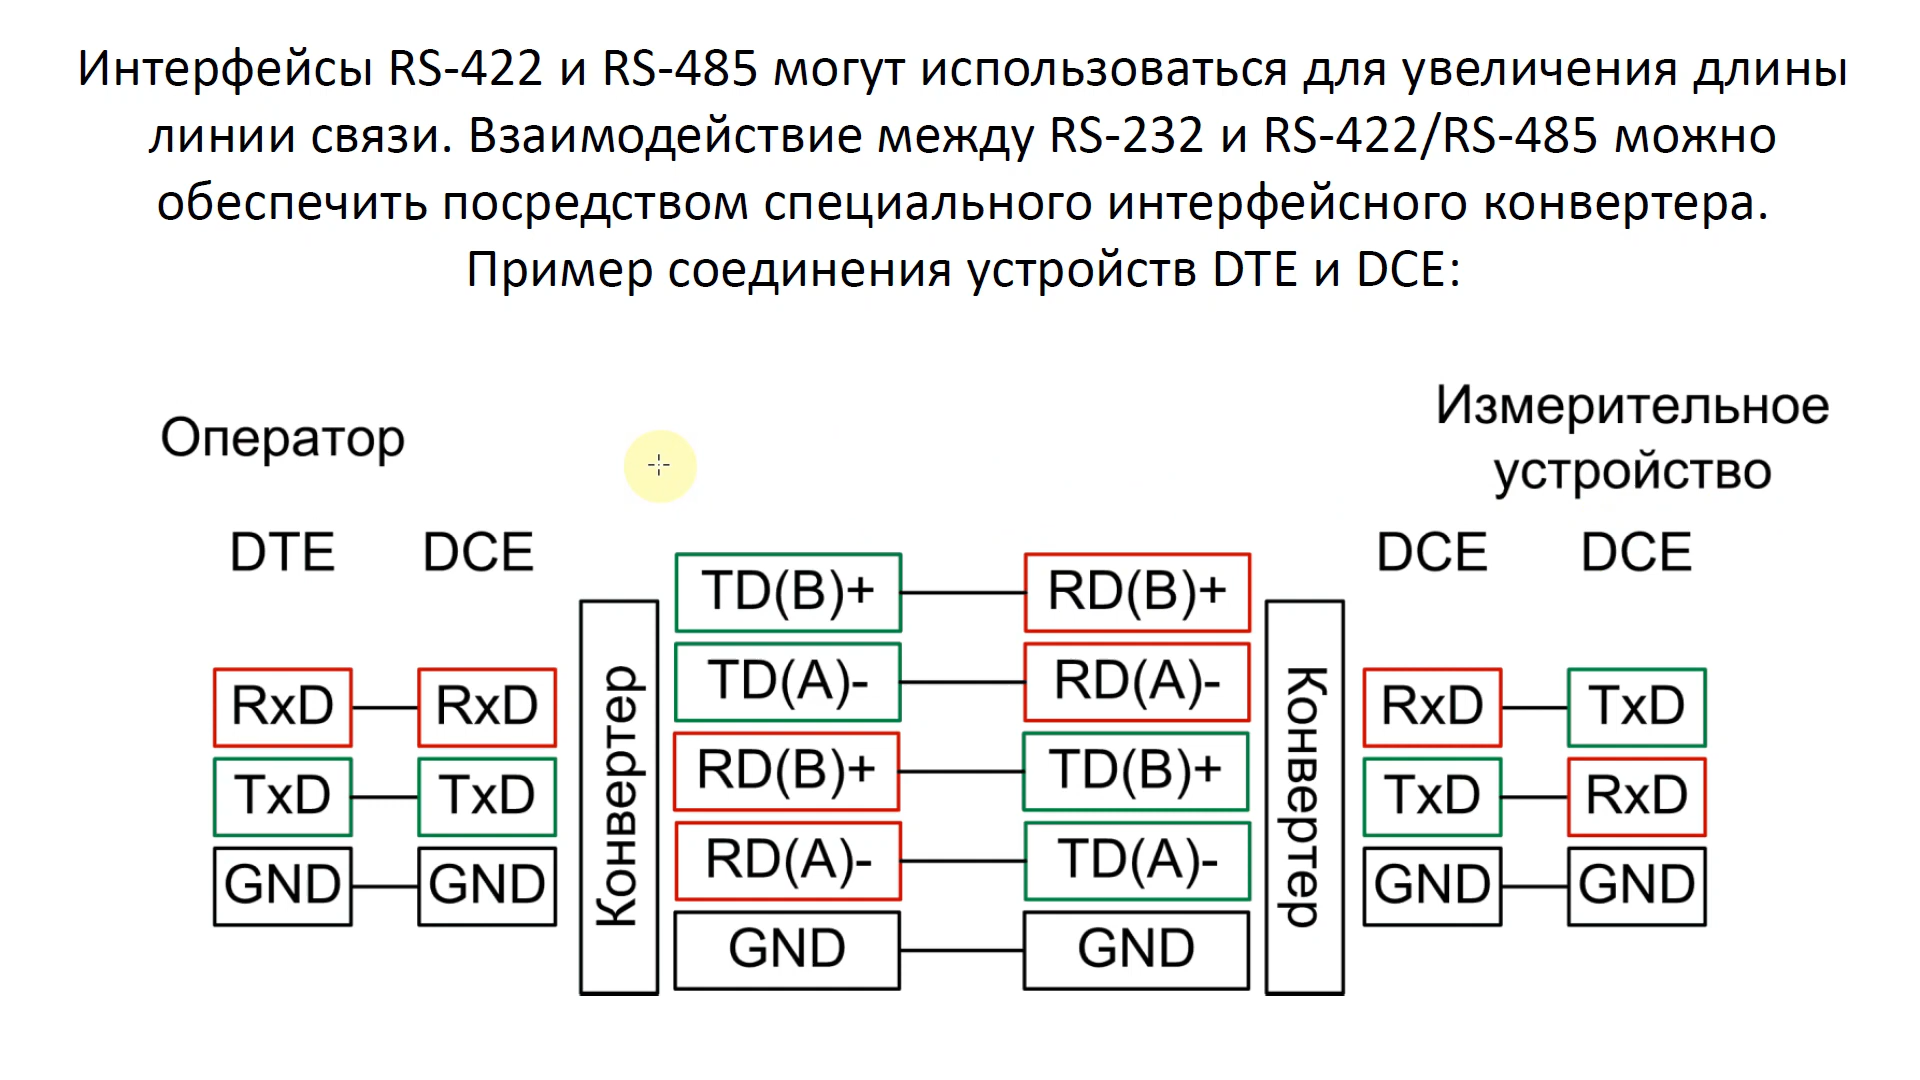 Интерфейсы RS-422 и RS-485 могут использоваться для увеличения длины
линии связи. Взаимодействие между RS-232 и RS-422/RS-485 можно
обеспечить посредством специального интерфейсного конвертера.
Пример соединения устройств DTE и DCE:
Оператор
Измерительное
устройство
DTE DCE
DCE DCE
Конвертер
Конвертер
TD(B)+ RD(B)+
TD(A)- RD(A)-
RD(B)+ TD(B)+
RD(A)- TD(A)-
GND GND
RxD RxD
TxD TxD
GND GND
RxD TxD
TxD RxD
GND GND